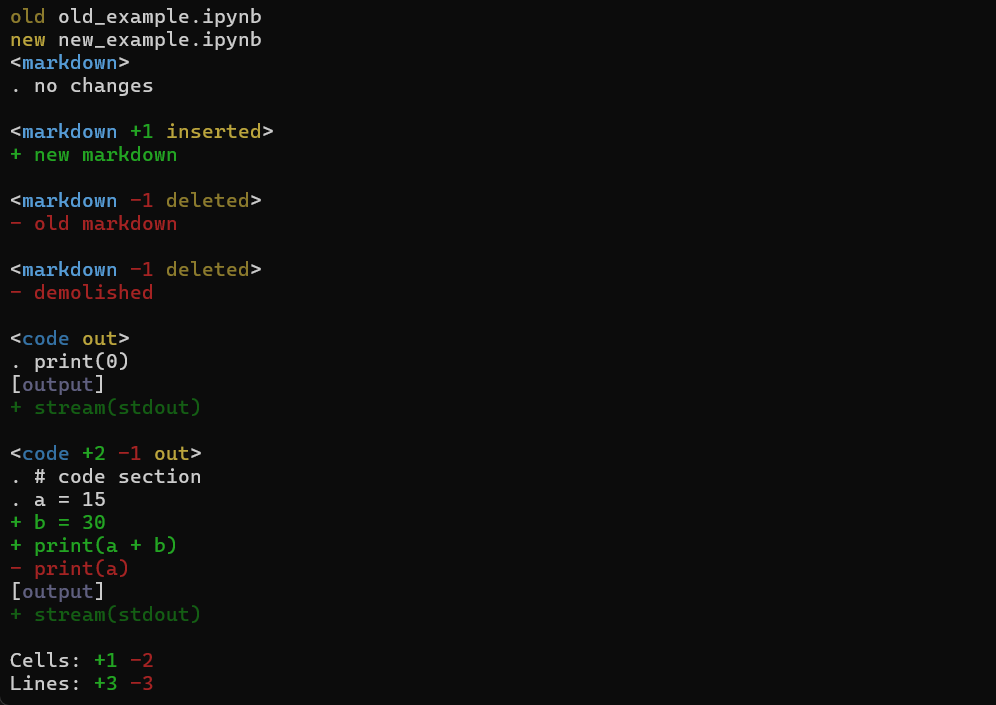 old old_example.ipynb
new new_example.ipynb
<markdown>
. no changes
<markdown +1 inserted>
+ new markdown
<markdown -1 deleted>
- old markdown
<markdown -1 deleted>
- demolished
<code out>
. print(0)
[output]
+ stream(stdout)
<code +2 -1 out>
. # code section
. a = 15
+ b = 30
+ print(a + b)
- print(a)
[output]
+ stream(stdout)
Cells: +1 -2
Lines: +3 -3